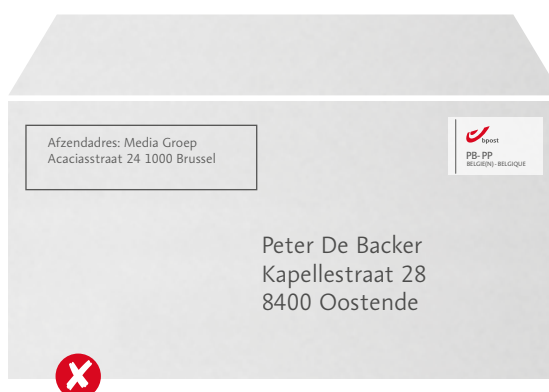 Afzendadres: Media Groep
Acaciasstraat 24 1000 Brussel
bpost
PB-PP
BELGIE(N)-BELGIQUE
Peter De Backer
Kapellestraat 28
8400 Oostende